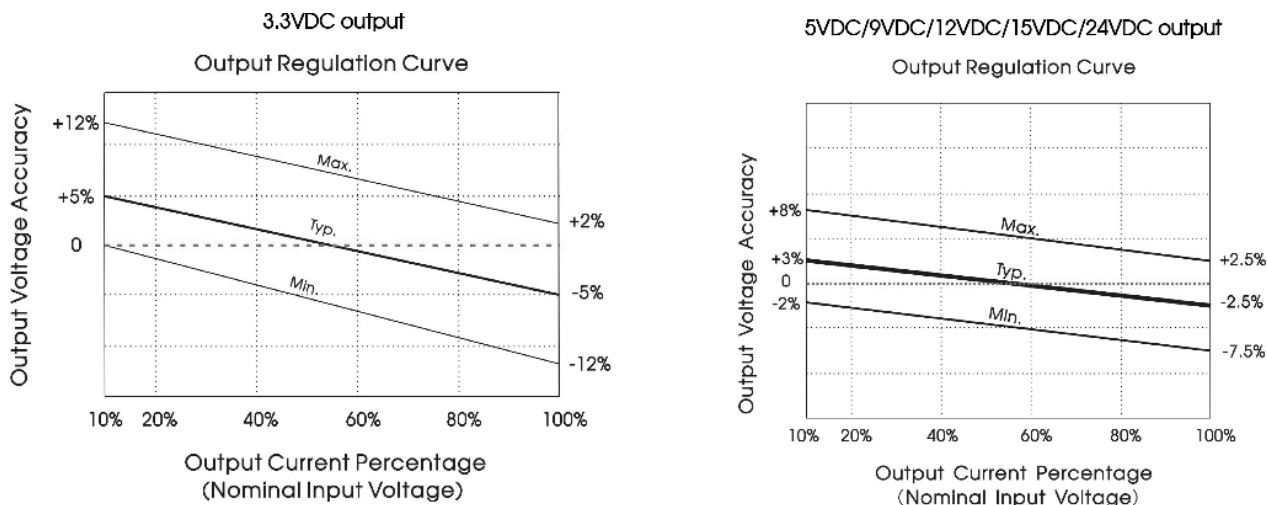 3.3VDC output
Output Regulation Curve
Output Voltage Accuracy
+12%
+5%
0
Max.
Typ.
Min.
+2%
-5%
-12%
10% 20% 40% 60% 80% 100%
Output Current Percentage
(Nominal Input Voltage)
5VDC/9VDC/12VDC/15VDC/24VDC output
Output Regulation Curve
Output Voltage Accuracy
+8%
+3%
0
-2%
Max.
Typ.
Min.
+2.5%
-2.5%
-7.5%
10% 20% 40% 60% 80% 100%
Output Current Percentage
(Nominal Input Voltage)